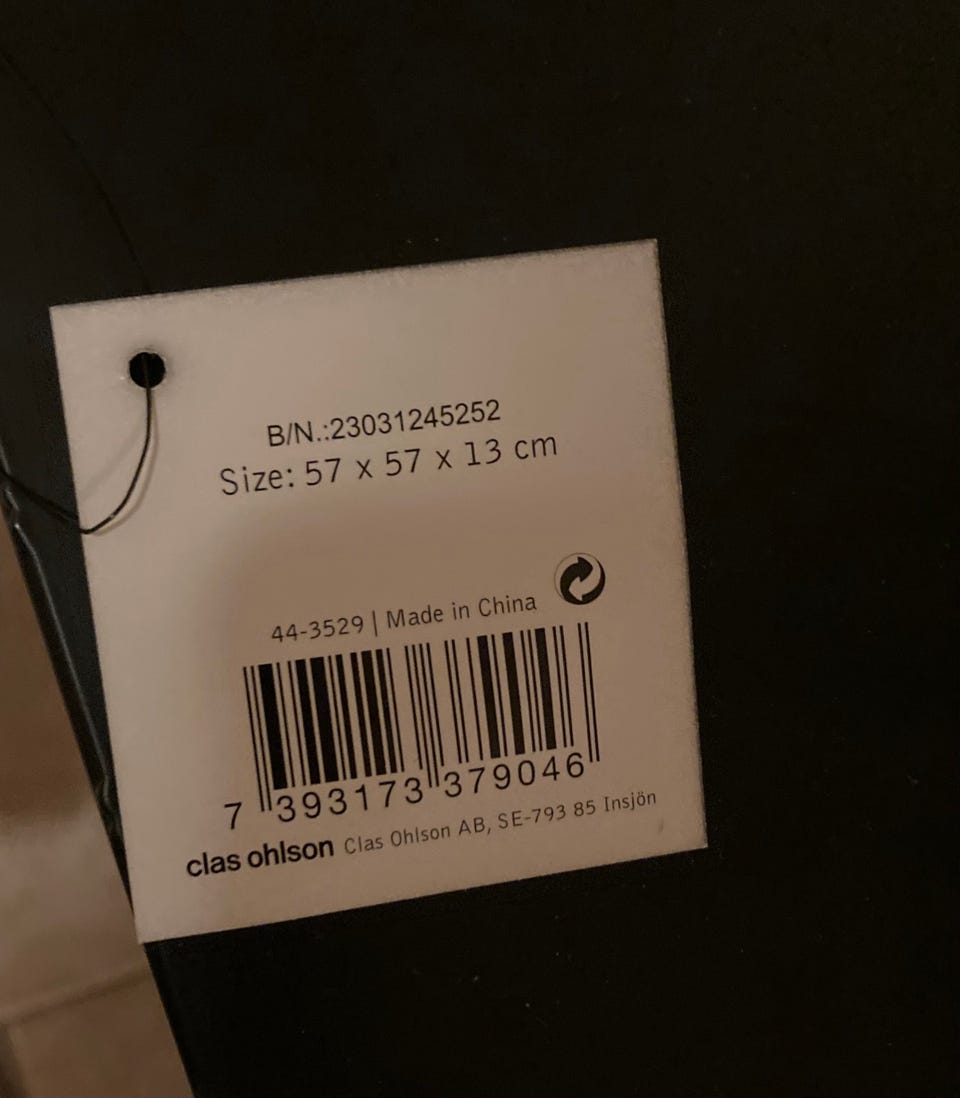 B/N.:23031245252
Size: 57 x 57 x 13 cm
44-3529 | Made in China
7 393173 379046
clas ohlson Clas Ohlson AB, SE-793 85 Insjön